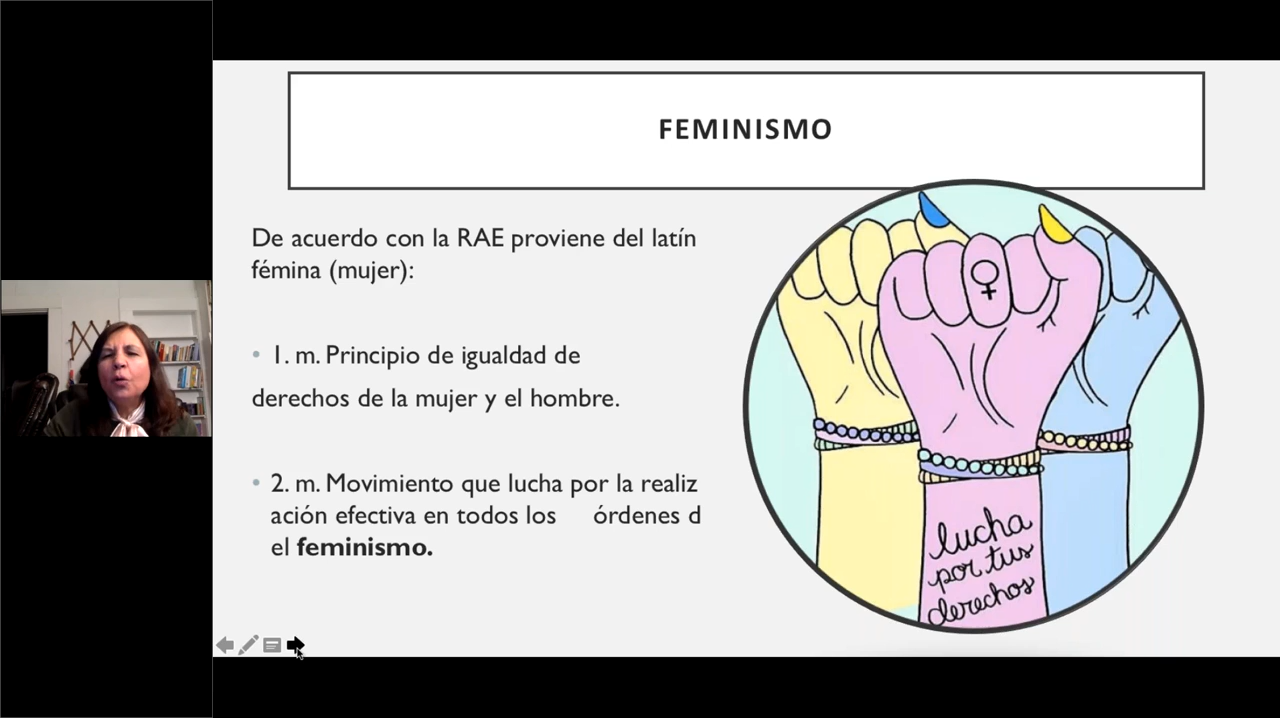 FEMINISMO
De acuerdo con la RAE proviene del latín
fémina (mujer):
• 1. m. Principio de igualdad de
derechos de la mujer y el hombre.
• 2. m. Movimiento que lucha por la realiz
ación efectiva en todos los órdenes d
el feminismo.
lucha
por tus
derechos